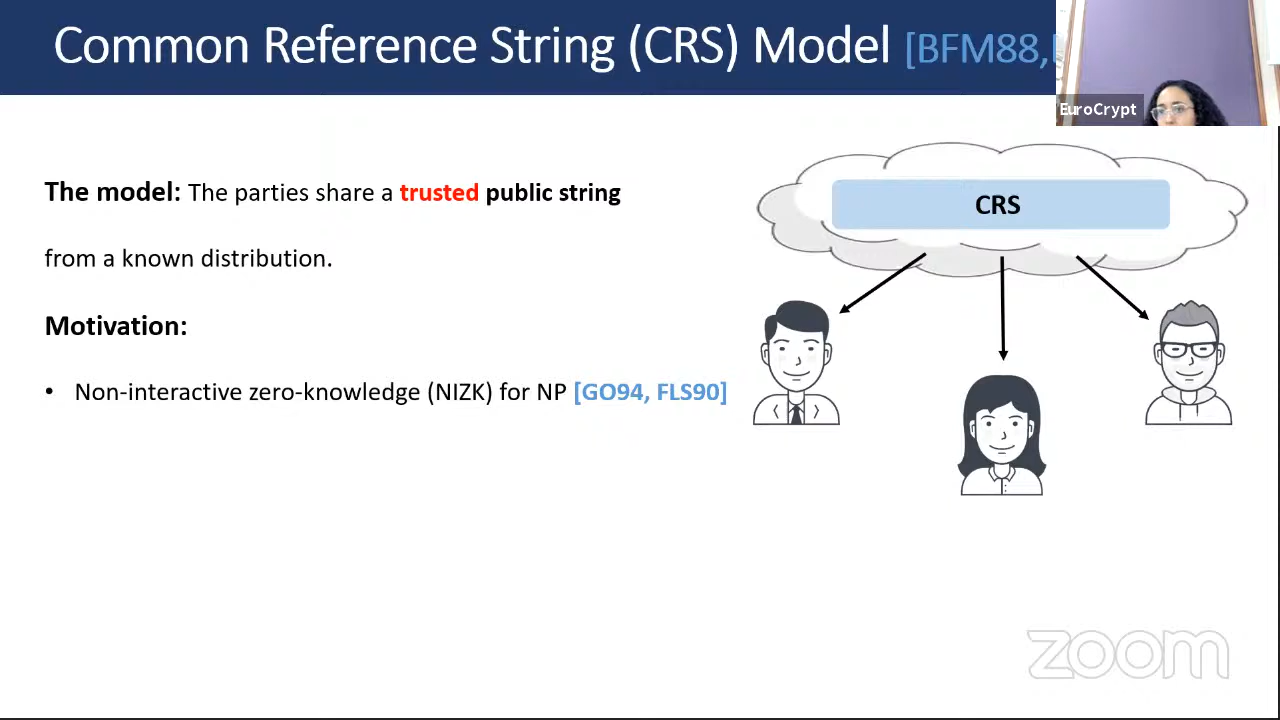 Common Reference String (CRS) Model [BFM88,
EuroCrypt
The model: The parties share a trusted public string
from a known distribution.
Motivation:
• Non-interactive zero-knowledge (NIZK) for NP [GO94, FLS90]
CRS
zoom